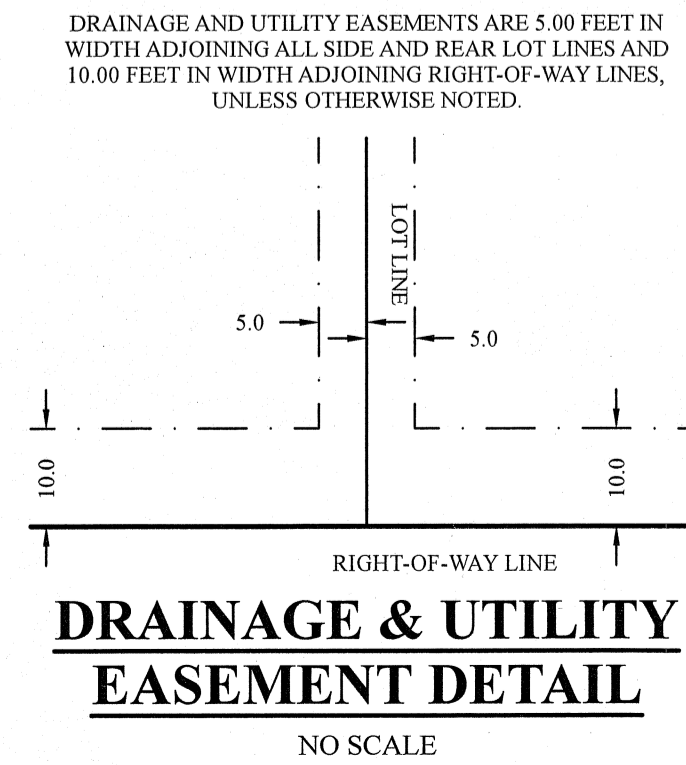 DRAINAGE AND UTILITY EASEMENTS ARE 5.00 FEET IN
WIDTH ADJOINING ALL SIDE AND REAR LOT LINES AND
10.00 FEET IN WIDTH ADJOINING RIGHT-OF-WAY LINES,
UNLESS OTHERWISE NOTED.
LOT LINE
5.0
5.0
10.0
10.0
RIGHT-OF-WAY LINE
DRAINAGE & UTILITY
EASEMENT DETAIL
NO SCALE